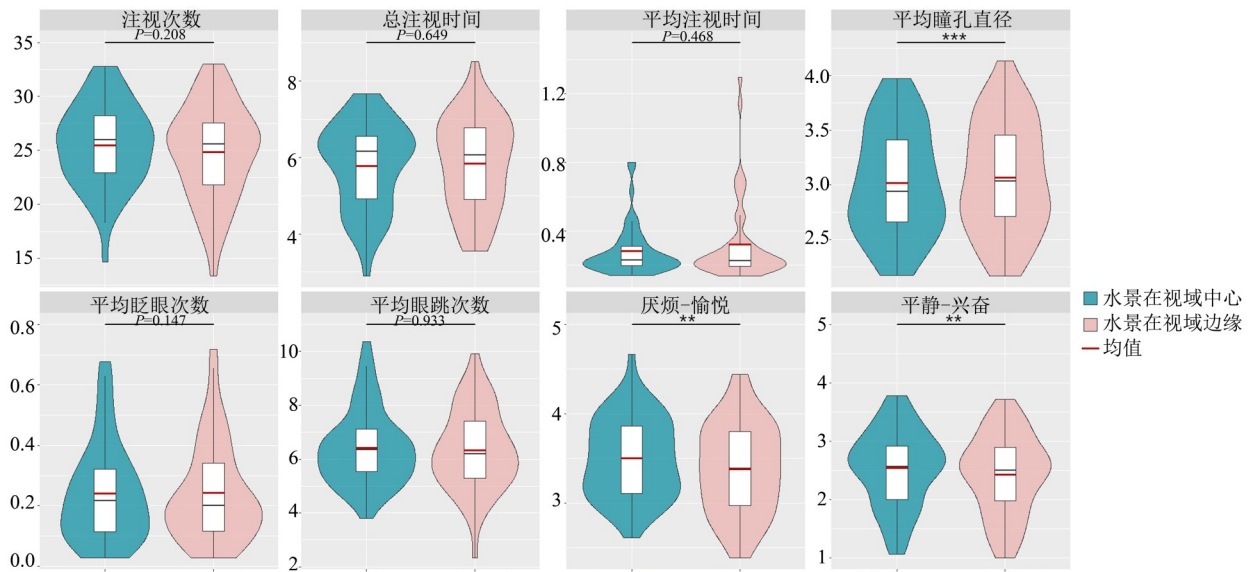 注视次数
P=0.208
35
30
25
20
15
总注视时间
P=0.649
8
6
4
平均注视时间
P=0.468
1.2
0.8
0.4
平均瞳孔直径
***
4.0
3.5
3.0
2.5
平均眨眼次数
P=0.147
0.8
0.6
0.4
0.2
0.0
平均眼跳次数
P=0.933
10
8
6
4
2
厌烦-愉悦
**
5
4
3
平静-兴奋
**
5
4
3
2
1
水景在视域中心
水景在视域边缘
均值